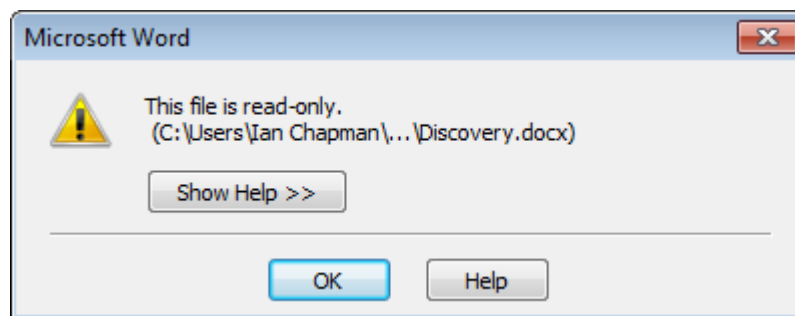 Microsoft Word
This file is read-only.
(C:\Users\Ian Chapman\...\Discovery.docx)
Show Help >>
OK
Help